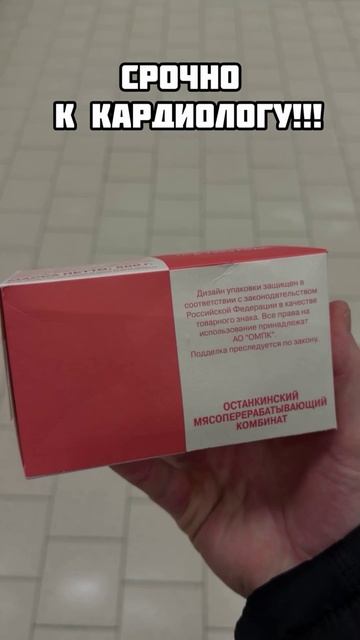 СРОЧНО
К КАРДИОЛОГУ!!!
Дизайн упаковки защищен в
соответствии с законодательством
Российской Федерации в качестве
товарного знака. Все права на
использование принадлежат
АО "ОМПК".
Подделка преследуется по закону.
ОСТАНКИНСКИЙ
МЯСОПЕРЕРАБАТЫВАЮЩИЙ
КОМБИНАТ